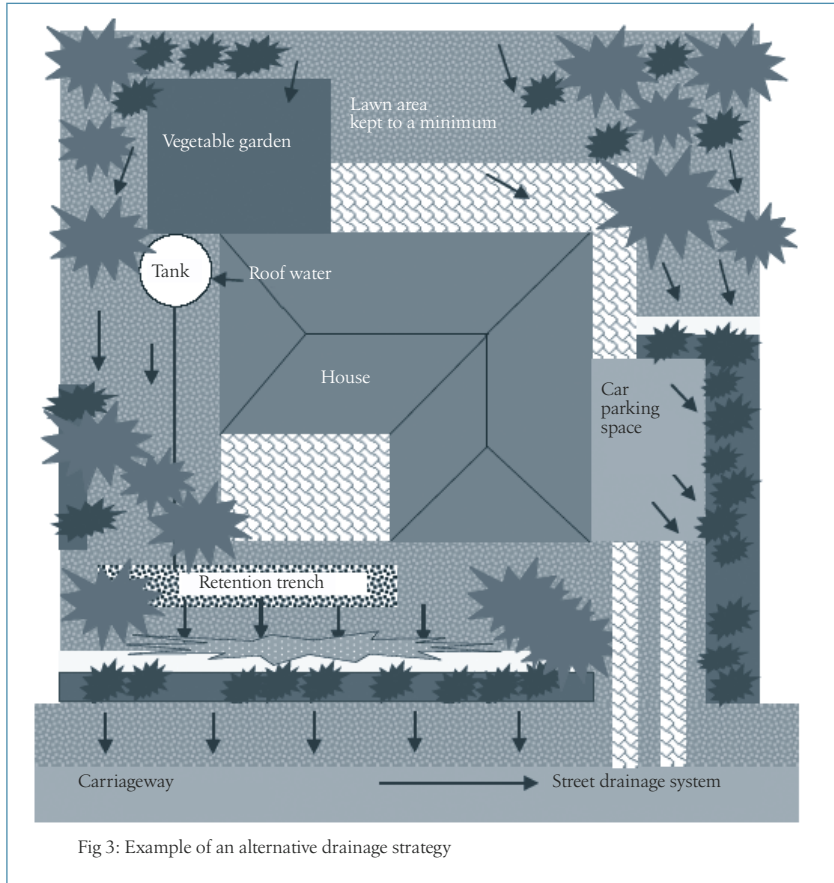 Lawn area
kept to a minimum
Vegetable garden
Tank
Roof water
House
Car
parking
space
Retention trench
Carriageway
Street drainage system
Fig 3: Example of an alternative drainage strategy